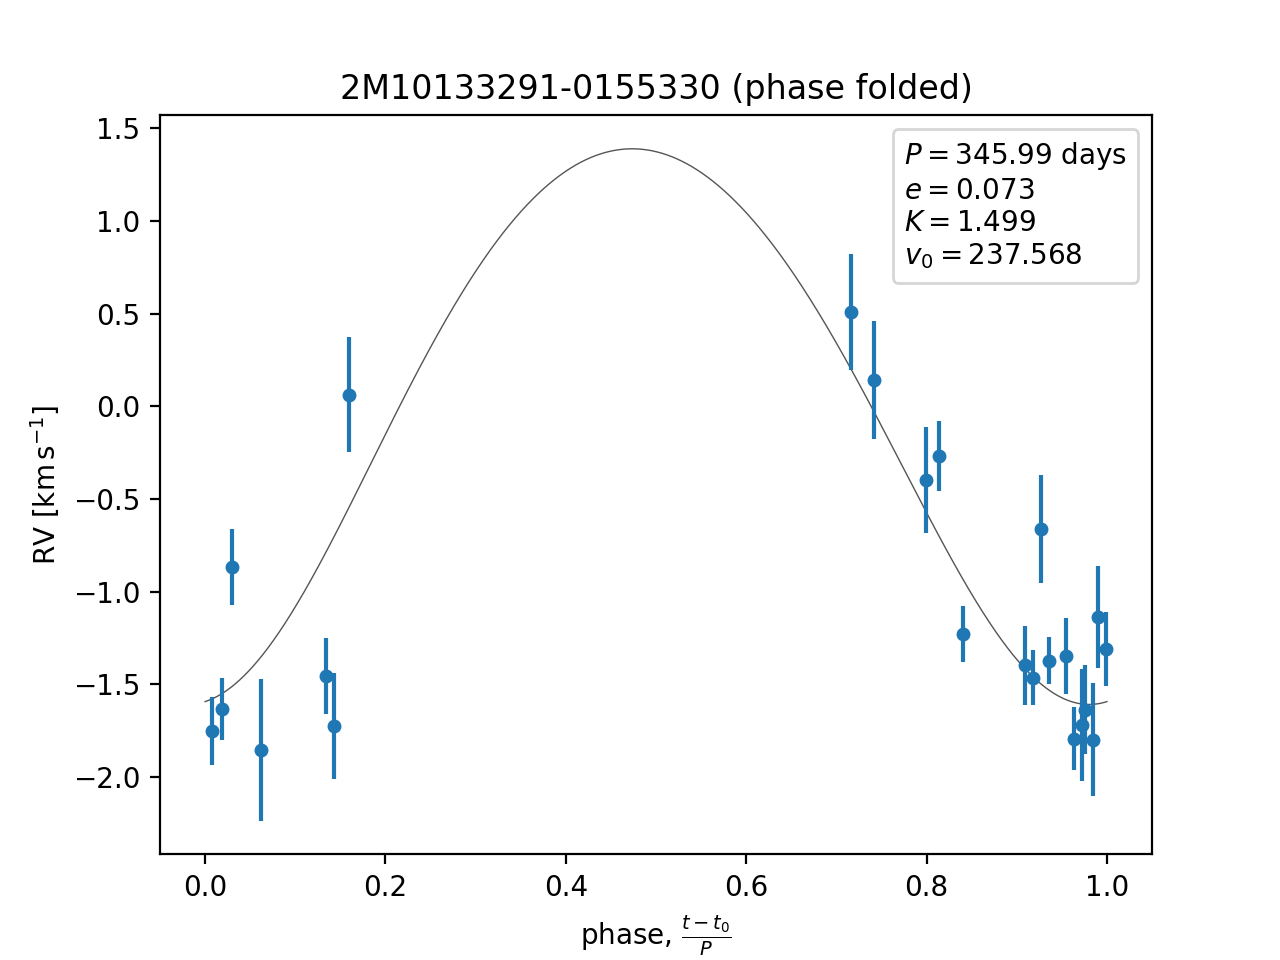 2M10133291-0155330 (phase folded)
P = 345.99 days
e = 0.073
K = 1.499
v₀ = 237.568
1.5
1.0
0.5
0.0
−0.5
−1.0
−1.5
−2.0
RV [km s⁻¹]
0.0 0.2 0.4 0.6 0.8 1.0
phase, (t − t₀)/P